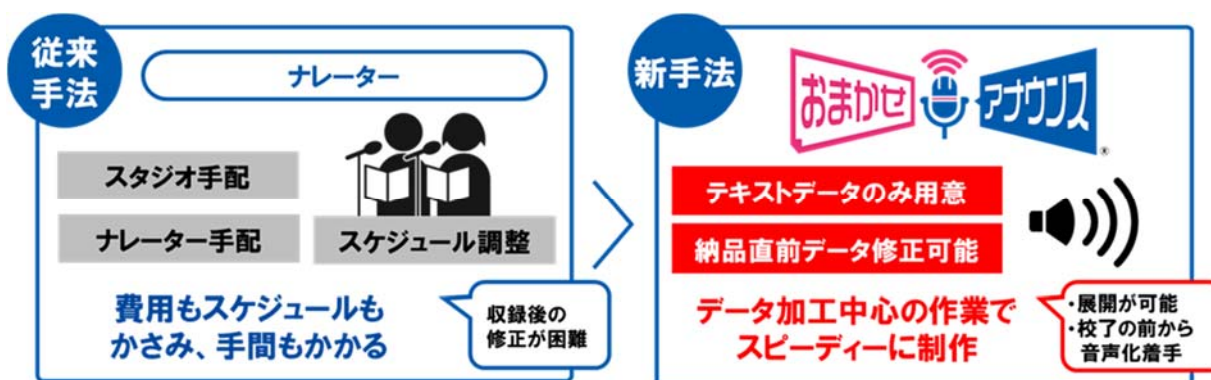 従来
手法
ナレーター
スタジオ手配
ナレーター手配
スケジュール調整
費用もスケジュールも
かさみ、手間もかかる
収録後の
修正が困難
新手法
おまかせ
アナウンス
®
テキストデータのみ用意
納品直前データ修正可能
データ加工中心の作業で
スピーディーに制作
・展開が可能
・校了の前から
音声化着手